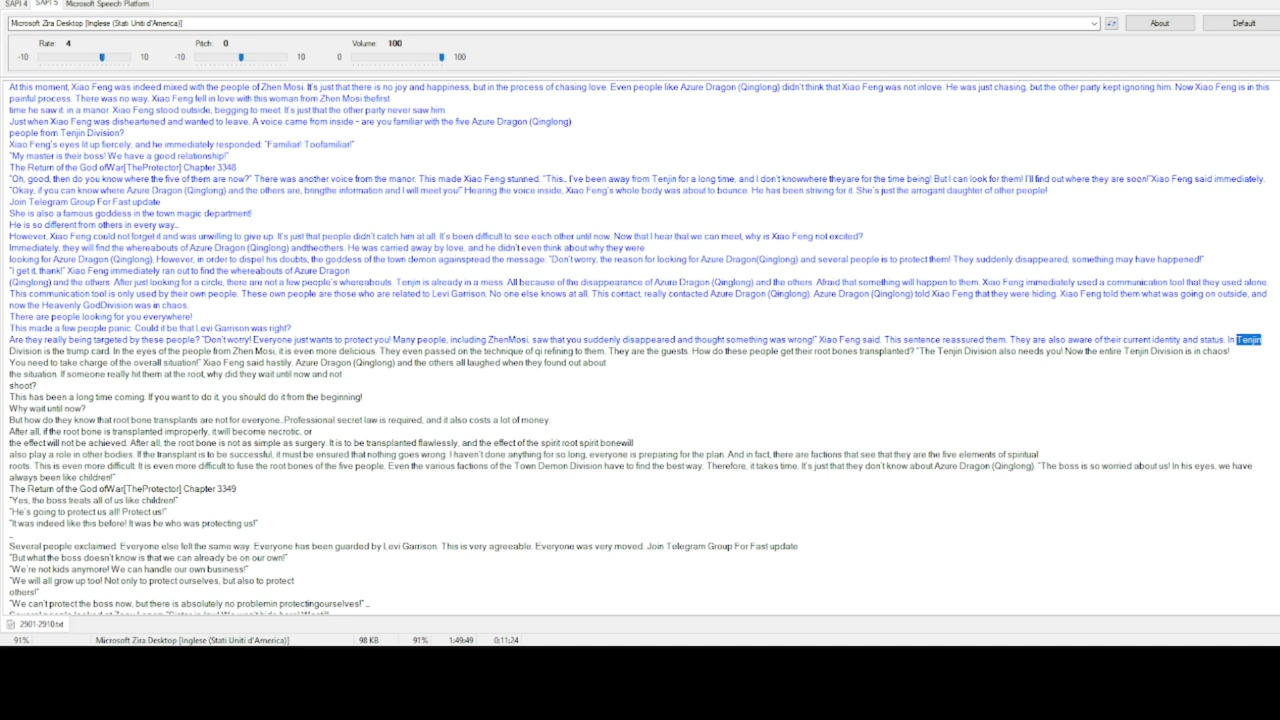 SAPI 4 SAPI 5 Microsoft Speech Platform
Microsoft Zira Desktop [Inglese (Stati Uniti d'America)] About Default
Rate: 4 Pitch: 0 Volume: 100
-10 10 -10 10 0 100
At this moment, Xiao Feng was indeed mixed with the people of Zhen Mosi. It's just that there is no joy and happiness, but in the process of chasing love. Even people like Azure Dragon (Qinglong) didn't think that Xiao Feng was not inlove. He was just chasing, but the other party kept ignoring him. Now Xiao Feng is in this
painful process. There was no way, Xiao Feng fell in love with this woman from Zhen Mosi thefirst
time he saw it. in a manor. Xiao Feng stood outside, begging to meet. It's just that the other party never saw him.
Just when Xiao Feng was disheartened and wanted to leave. A voice came from inside - are you familiar with the five Azure Dragon (Qinglong)
people from Tenjin Division?
Xiao Feng's eyes lit up fiercely, and he immediately responded: "Familiar! Toofamiliar!"
"My master is their boss! We have a good relationship!"
The Return of the God ofWar[TheProtector] Chapter 3348
"Oh, good, then do you know where the five of them are now?" There was another voice from the manor. This made Xiao Feng stunned. "This.. I've been away from Tenjin for a long time, and I don't knowwhere theyare for the time being! But I can look for them! I'll find out where they are soon!"Xiao Feng said immediately.
"Okay, if you can know where Azure Dragon (Qinglong) and the others are, bringthe information and I will meet you!" Hearing the voice inside, Xiao Feng's whole body was about to bounce. He has been striving for it. She's just the arrogant daughter of other people!
Join Telegram Group For Fast update
She is also a famous goddess in the town magic department!
He is so different from others in every way..
However, Xiao Feng could not forget it and was unwilling to give up. It's just that people didn't catch him at all. It's been difficult to see each other until now. Now that I hear that we can meet, why is Xiao Feng not excited?
Immediately, they will find the whereabouts of Azure Dragon (Qinglong) andtheothers. He was carried away by love, and he didn't even think about why they were
looking for Azure Dragon (Qinglong). However, in order to dispel his doubts, the goddess of the town demon againspread the message: "Don't worry, the reason for looking for Azure Dragon(Qinglong) and several people is to protect them! They suddenly disappeared, something may have happened!"
"I get it, thank!" Xiao Feng immediately ran out to find the whereabouts of Azure Dragon
(Qinglong) and the others. After just looking for a circle, there are not a few people's whereabouts. Tenjin is already in a mess. All because of the disappearance of Azure Dragon (Qinglong) and the others. Afraid that something will happen to them. Xiao Feng immediately used a communication tool that they used alone.
This communication tool is only used by their own people. These own people are those who are related to Levi Garrison. No one else knows at all. This contact, really contacted Azure Dragon (Qinglong). Azure Dragon (Qinglong) told Xiao Feng that they were hiding. Xiao Feng told them what was going on outside, and
now the Heavenly GodDivision was in chaos.
There are people looking for you everywhere!
This made a few people panic. Could it be that Levi Garrison was right?
Are they really being targeted by these people? "Don't worry! Everyone just wants to protect you! Many people, including ZhenMosi, saw that you suddenly disappeared and thought something was wrong!" Xiao Feng said. This sentence reassured them. They are also aware of their current identity and status. In Tenjin
Division is the trump card. In the eyes of the people from Zhen Mosi, it is even more delicious. They even passed on the technique of qi refining to them. They are the guests. How do these people get their root bones transplanted? "The Tenjin Division also needs you! Now the entire Tenjin Division is in chaos!
You need to take charge of the overall situation!" Xiao Feng said hastily. Azure Dragon (Qinglong) and the others all laughed when they found out about
the situation. If someone really hit them at the root, why did they wait until now and not
shoot?
This has been a long time coming. If you want to do it, you should do it from the beginning!
Why wait until now?
But how do they know that root bone transplants are not for everyone..Professional secret law is required, and it also costs a lot of money
After all, if the root bone is transplanted improperly, it will become necrotic, or
the effect will not be achieved. After all, the root bone is not as simple as surgery. It is to be transplanted flawlessly, and the effect of the spirit root spirit bonewill
also play a role in other bodies. If the transplant is to be successful, it must be ensured that nothing goes wrong. I haven't done anything for so long, everyone is preparing for the plan. And in fact, there are factions that see that they are the five elements of spiritual
roots. This is even more difficult. It is even more difficult to fuse the root bones of the five people. Even the various factions of the Town Demon Division have to find the best way. Therefore, it takes time. It's just that they don't know about Azure Dragon (Qinglong). "The boss is so worried about us! In his eyes, we have
always been like children!"
The Return of the God ofWar[TheProtector] Chapter 3349
"Yes, the boss treats all of us like children!"
"He's going to protect us all! Protect us!"
"It was indeed like this before! It was he who was protecting us!"
..
Several people exclaimed. Everyone else felt the same way. Everyone has been guarded by Levi Garrison. This is very agreeable. Everyone was very moved. Join Telegram Group For Fast update
"But what the boss doesn't know is that we can already be on our own!"
"We're not kids anymore! We can handle our own business!"
"We will all grow up too! Not only to protect ourselves, but also to protect
others!"
"We can't protect the boss now, but there is absolutely no problemin protectingourselves!" ..
2901-2910.txt
91% Microsoft Zira Desktop [Inglese (Stati Uniti d'America)] 98 KB 91% 1:49:49 0:11:24